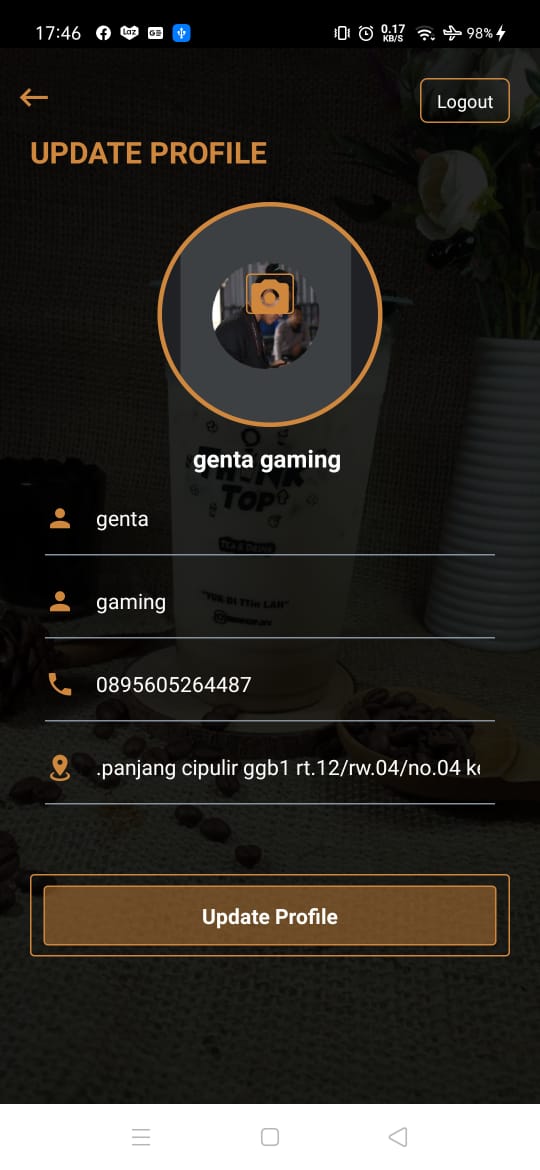 17:46
0.17
KB/S
98%
Logout
UPDATE PROFILE
genta gaming
TOP
genta
gaming
0895605264487
.panjang cipulir ggb1 rt.12/rw.04/no.04 k
Update Profile